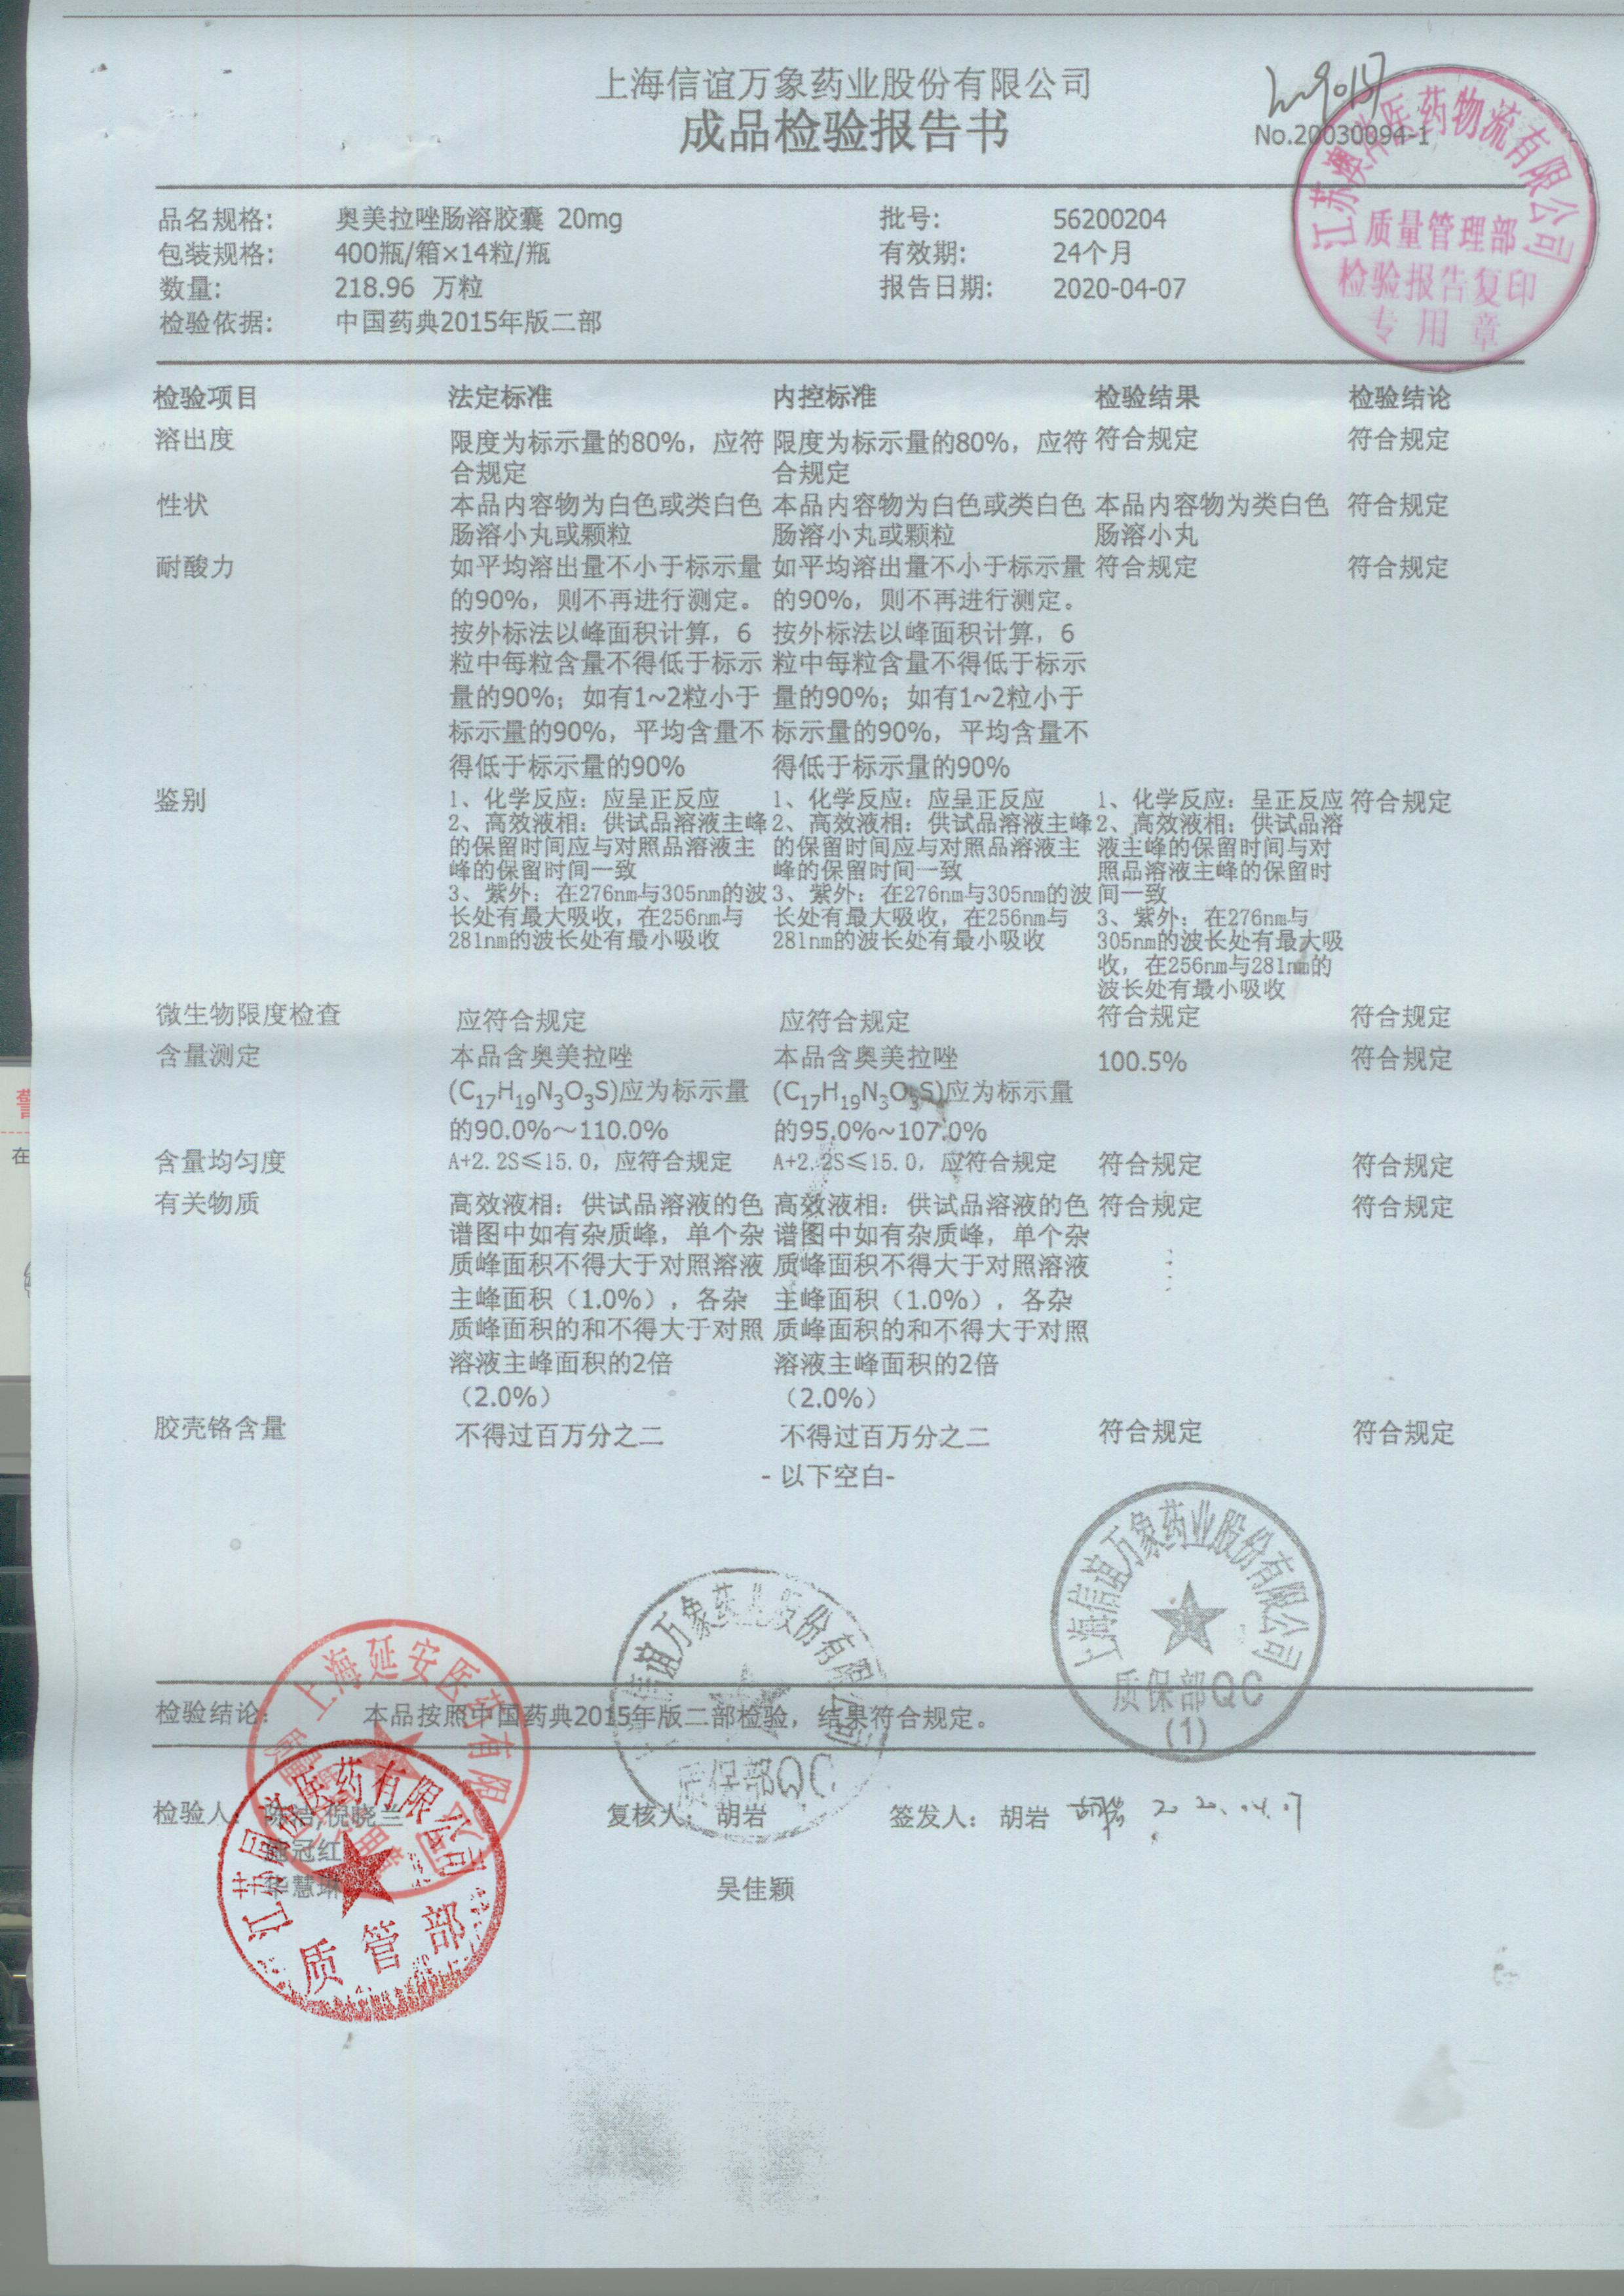 上海信谊万象药业股份有限公司
成品检验报告书
No.20030094-1
品名规格: 奥美拉唑肠溶胶囊 20mg 批号: 56200204
包装规格: 400瓶/箱×14粒/瓶 有效期: 24个月
数量: 218.96 万粒 报告日期: 2020-04-07
检验依据: 中国药典2015年版二部
江苏澳洋医药物流有限公司
质量管理部
检验报告复印
专用章
检验项目 法定标准 内控标准 检验结果 检验结论
溶出度 限度为标示量的80%，应符 限度为标示量的80%，应符 符合规定 符合规定
合规定 合规定
性状 本品内容物为白色或类白色 本品内容物为白色或类白色 本品内容物为类白色 符合规定
肠溶小丸或颗粒 肠溶小丸或颗粒 肠溶小丸
耐酸力 如平均溶出量不小于标示量 如平均溶出量不小于标示量 符合规定 符合规定
的90%，则不再进行测定。 的90%，则不再进行测定。
按外标法以峰面积计算，6 按外标法以峰面积计算，6
粒中每粒含量不得低于标示 粒中每粒含量不得低于标示
量的90%；如有1~2粒小于 量的90%；如有1~2粒小于
标示量的90%，平均含量不 标示量的90%，平均含量不
得低于标示量的90% 得低于标示量的90%
鉴别 1、化学反应：应呈正反应 1、化学反应：应呈正反应 1、化学反应：呈正反应 符合规定
2、高效液相：供试品溶液主峰 2、高效液相：供试品溶液主峰 2、高效液相：供试品溶
的保留时间应与对照品溶液主 的保留时间应与对照品溶液主 液主峰的保留时间与对
峰的保留时间一致 峰的保留时间一致 照品溶液主峰的保留时
3、紫外：在276nm与305nm的波 3、紫外：在276nm与305nm的波 间一致
长处有最大吸收，在256nm与 长处有最大吸收，在256nm与 3、紫外：在276nm与
281nm的波长处有最小吸收 281nm的波长处有最小吸收 305nm的波长处有最大吸
收，在256nm与281nm的
波长处有最小吸收
微生物限度检查 应符合规定 应符合规定 符合规定 符合规定
含量测定 本品含奥美拉唑 本品含奥美拉唑 100.5% 符合规定
(C₁₇H₁₉N₃O₃S)应为标示量 (C₁₇H₁₉N₃O₃S)应为标示量
的90.0%～110.0% 的95.0%~107.0%
含量均匀度 A+2.2S≤15.0，应符合规定 A+2.2S≤15.0，应符合规定 符合规定 符合规定
有关物质 高效液相：供试品溶液的色 高效液相：供试品溶液的色 符合规定 符合规定
谱图中如有杂质峰，单个杂 谱图中如有杂质峰，单个杂
质峰面积不得大于对照溶液 质峰面积不得大于对照溶液
主峰面积（1.0%），各杂 主峰面积（1.0%），各杂
质峰面积的和不得大于对照 质峰面积的和不得大于对照
溶液主峰面积的2倍 溶液主峰面积的2倍
（2.0%） （2.0%）
胶壳铬含量 不得过百万分之二 不得过百万分之二 符合规定 符合规定
- 以下空白-
上海信谊万象药业股份有限公司
质保部QC
(1)
信谊万象药业股份有限公司
质保部QC
上海延安医药有限
检验结论: 本品按照中国药典2015年版二部检验，结果符合规定。
检验人: 倪晓兰 复核人: 胡岩 签发人: 胡岩 胡岩 2020.04.07
冠红
华慧琳 吴佳颖
医药有限公司
质管部